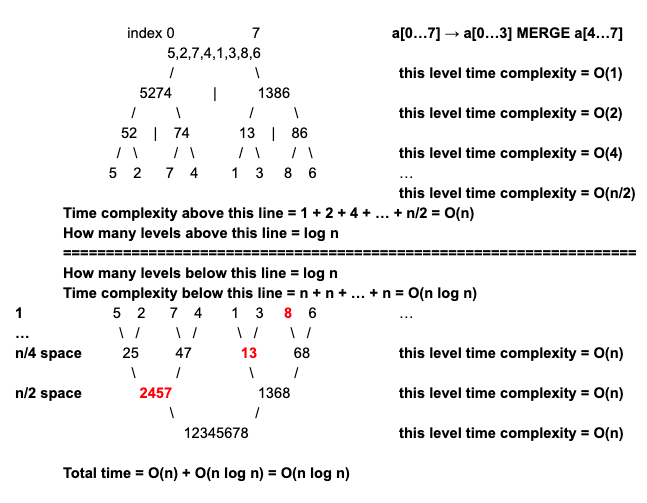 index 0 7 a[0…7] → a[0…3] MERGE a[4…7]
5,2,7,4,1,3,8,6
/ \ this level time complexity = O(1)
5274 | 1386
/ \ / \ this level time complexity = O(2)
52 | 74 13 | 86
/ \ / \ / \ / \ this level time complexity = O(4)
5 2 7 4 1 3 8 6 …
this level time complexity = O(n/2)
Time complexity above this line = 1 + 2 + 4 + … + n/2 = O(n)
How many levels above this line = log n
==================================================================
How many levels below this line = log n
Time complexity below this line = n + n + … + n = O(n log n)
1 5 2 7 4 1 3 8 6 …
… \ / \ / \ / \ /
n/4 space 25 47 13 68 this level time complexity = O(n)
\ / \ /
n/2 space 2457 1368 this level time complexity = O(n)
\ /
12345678 this level time complexity = O(n)
Total time = O(n) + O(n log n) = O(n log n)